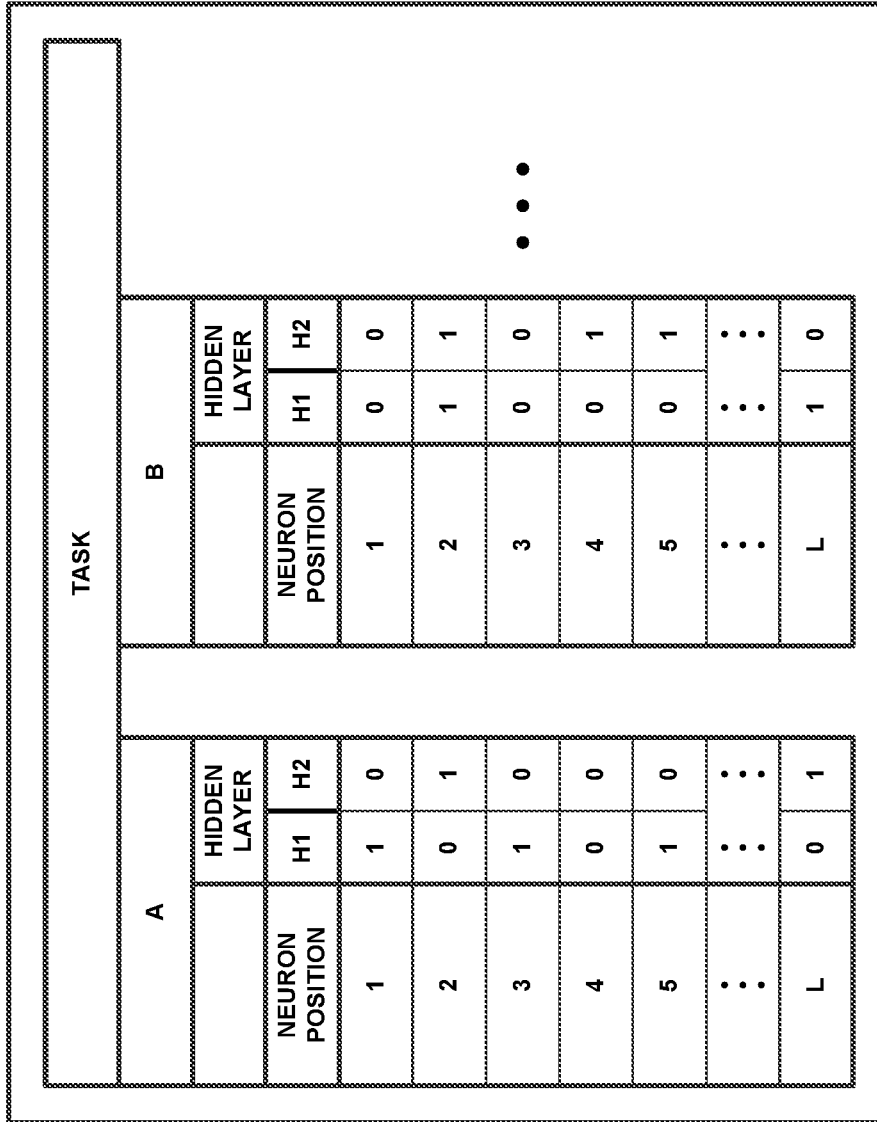 TASK
A B
HIDDEN LAYER HIDDEN LAYER
NEURON POSITION H1 H2 NEURON POSITION H1 H2
1 1 0 1 0 0
2 0 1 2 1 1
3 1 0 3 0 0 • • •
4 0 0 4 0 1
5 1 0 5 0 1
⋮ ⋮ ⋮ ⋮ ⋮ ⋮
L 0 1 L 1 0